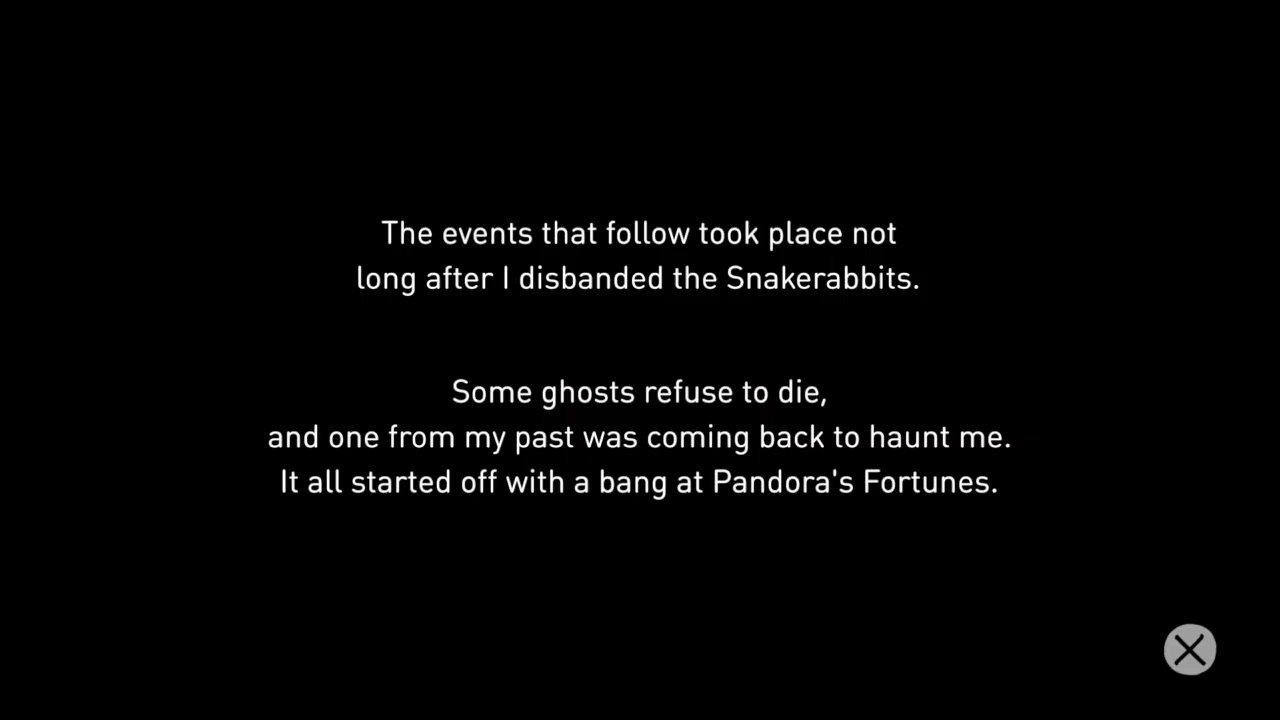 The events that follow took place not
long after I disbanded the Snakerabbits.
Some ghosts refuse to die,
and one from my past was coming back to haunt me.
It all started off with a bang at Pandora's Fortunes.